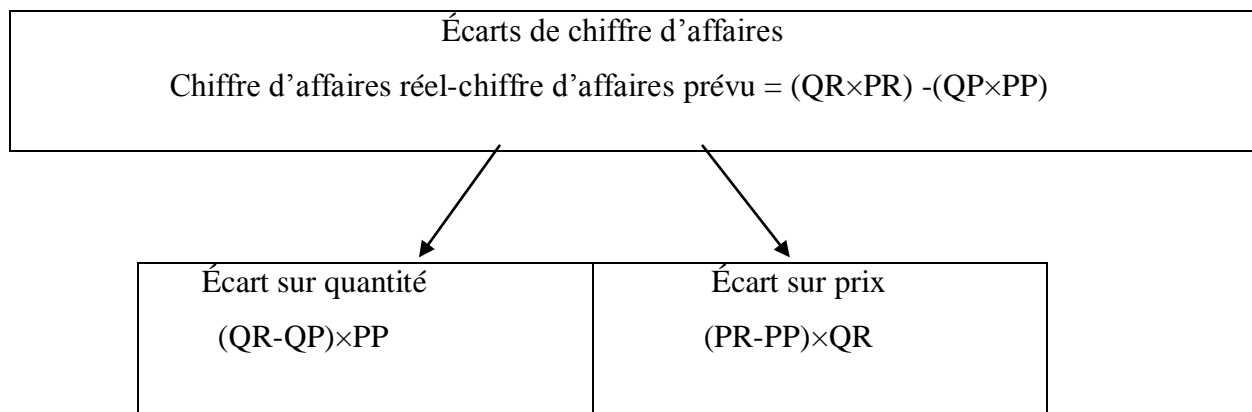 Écarts de chiffre d’affaires
Chiffre d’affaires réel-chiffre d’affaires prévu = (QR×PR) -(QP×PP)
Écart sur quantité
(QR-QP)×PP
Écart sur prix
(PR-PP)×QR